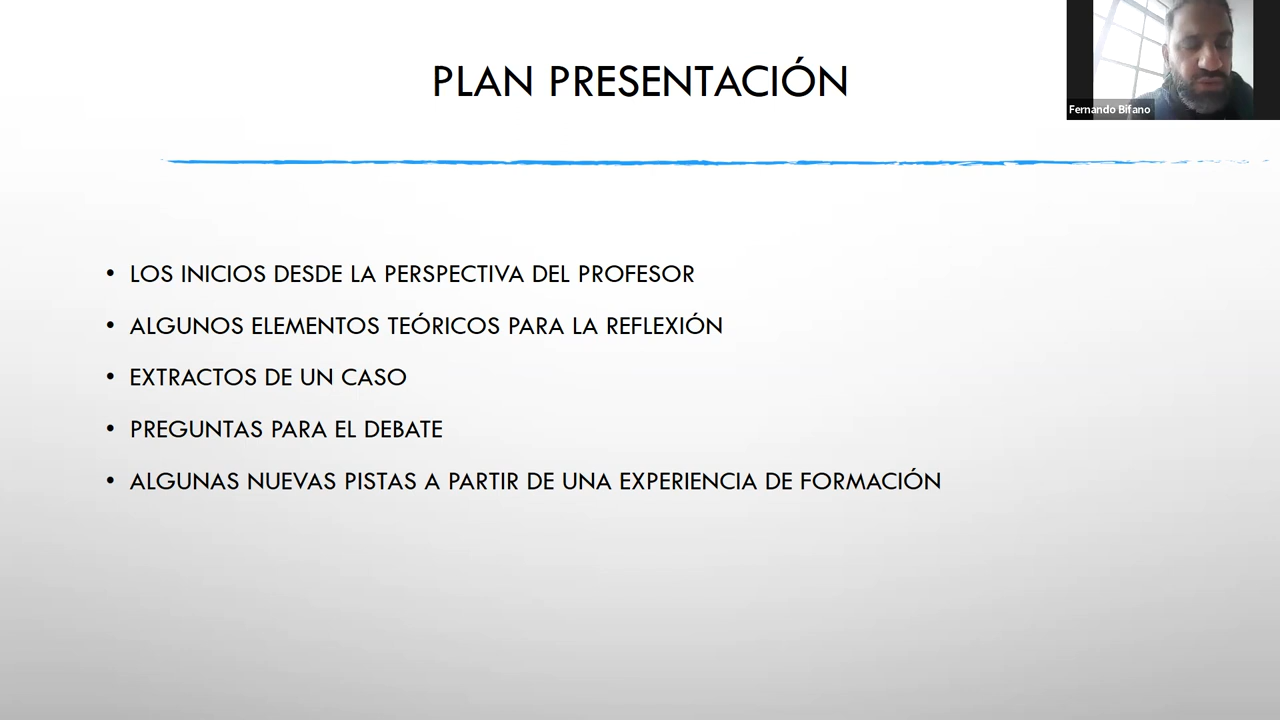 PLAN PRESENTACIÓN
Fernando Bifano
• LOS INICIOS DESDE LA PERSPECTIVA DEL PROFESOR
• ALGUNOS ELEMENTOS TEÓRICOS PARA LA REFLEXIÓN
• EXTRACTOS DE UN CASO
• PREGUNTAS PARA EL DEBATE
• ALGUNAS NUEVAS PISTAS A PARTIR DE UNA EXPERIENCIA DE FORMACIÓN